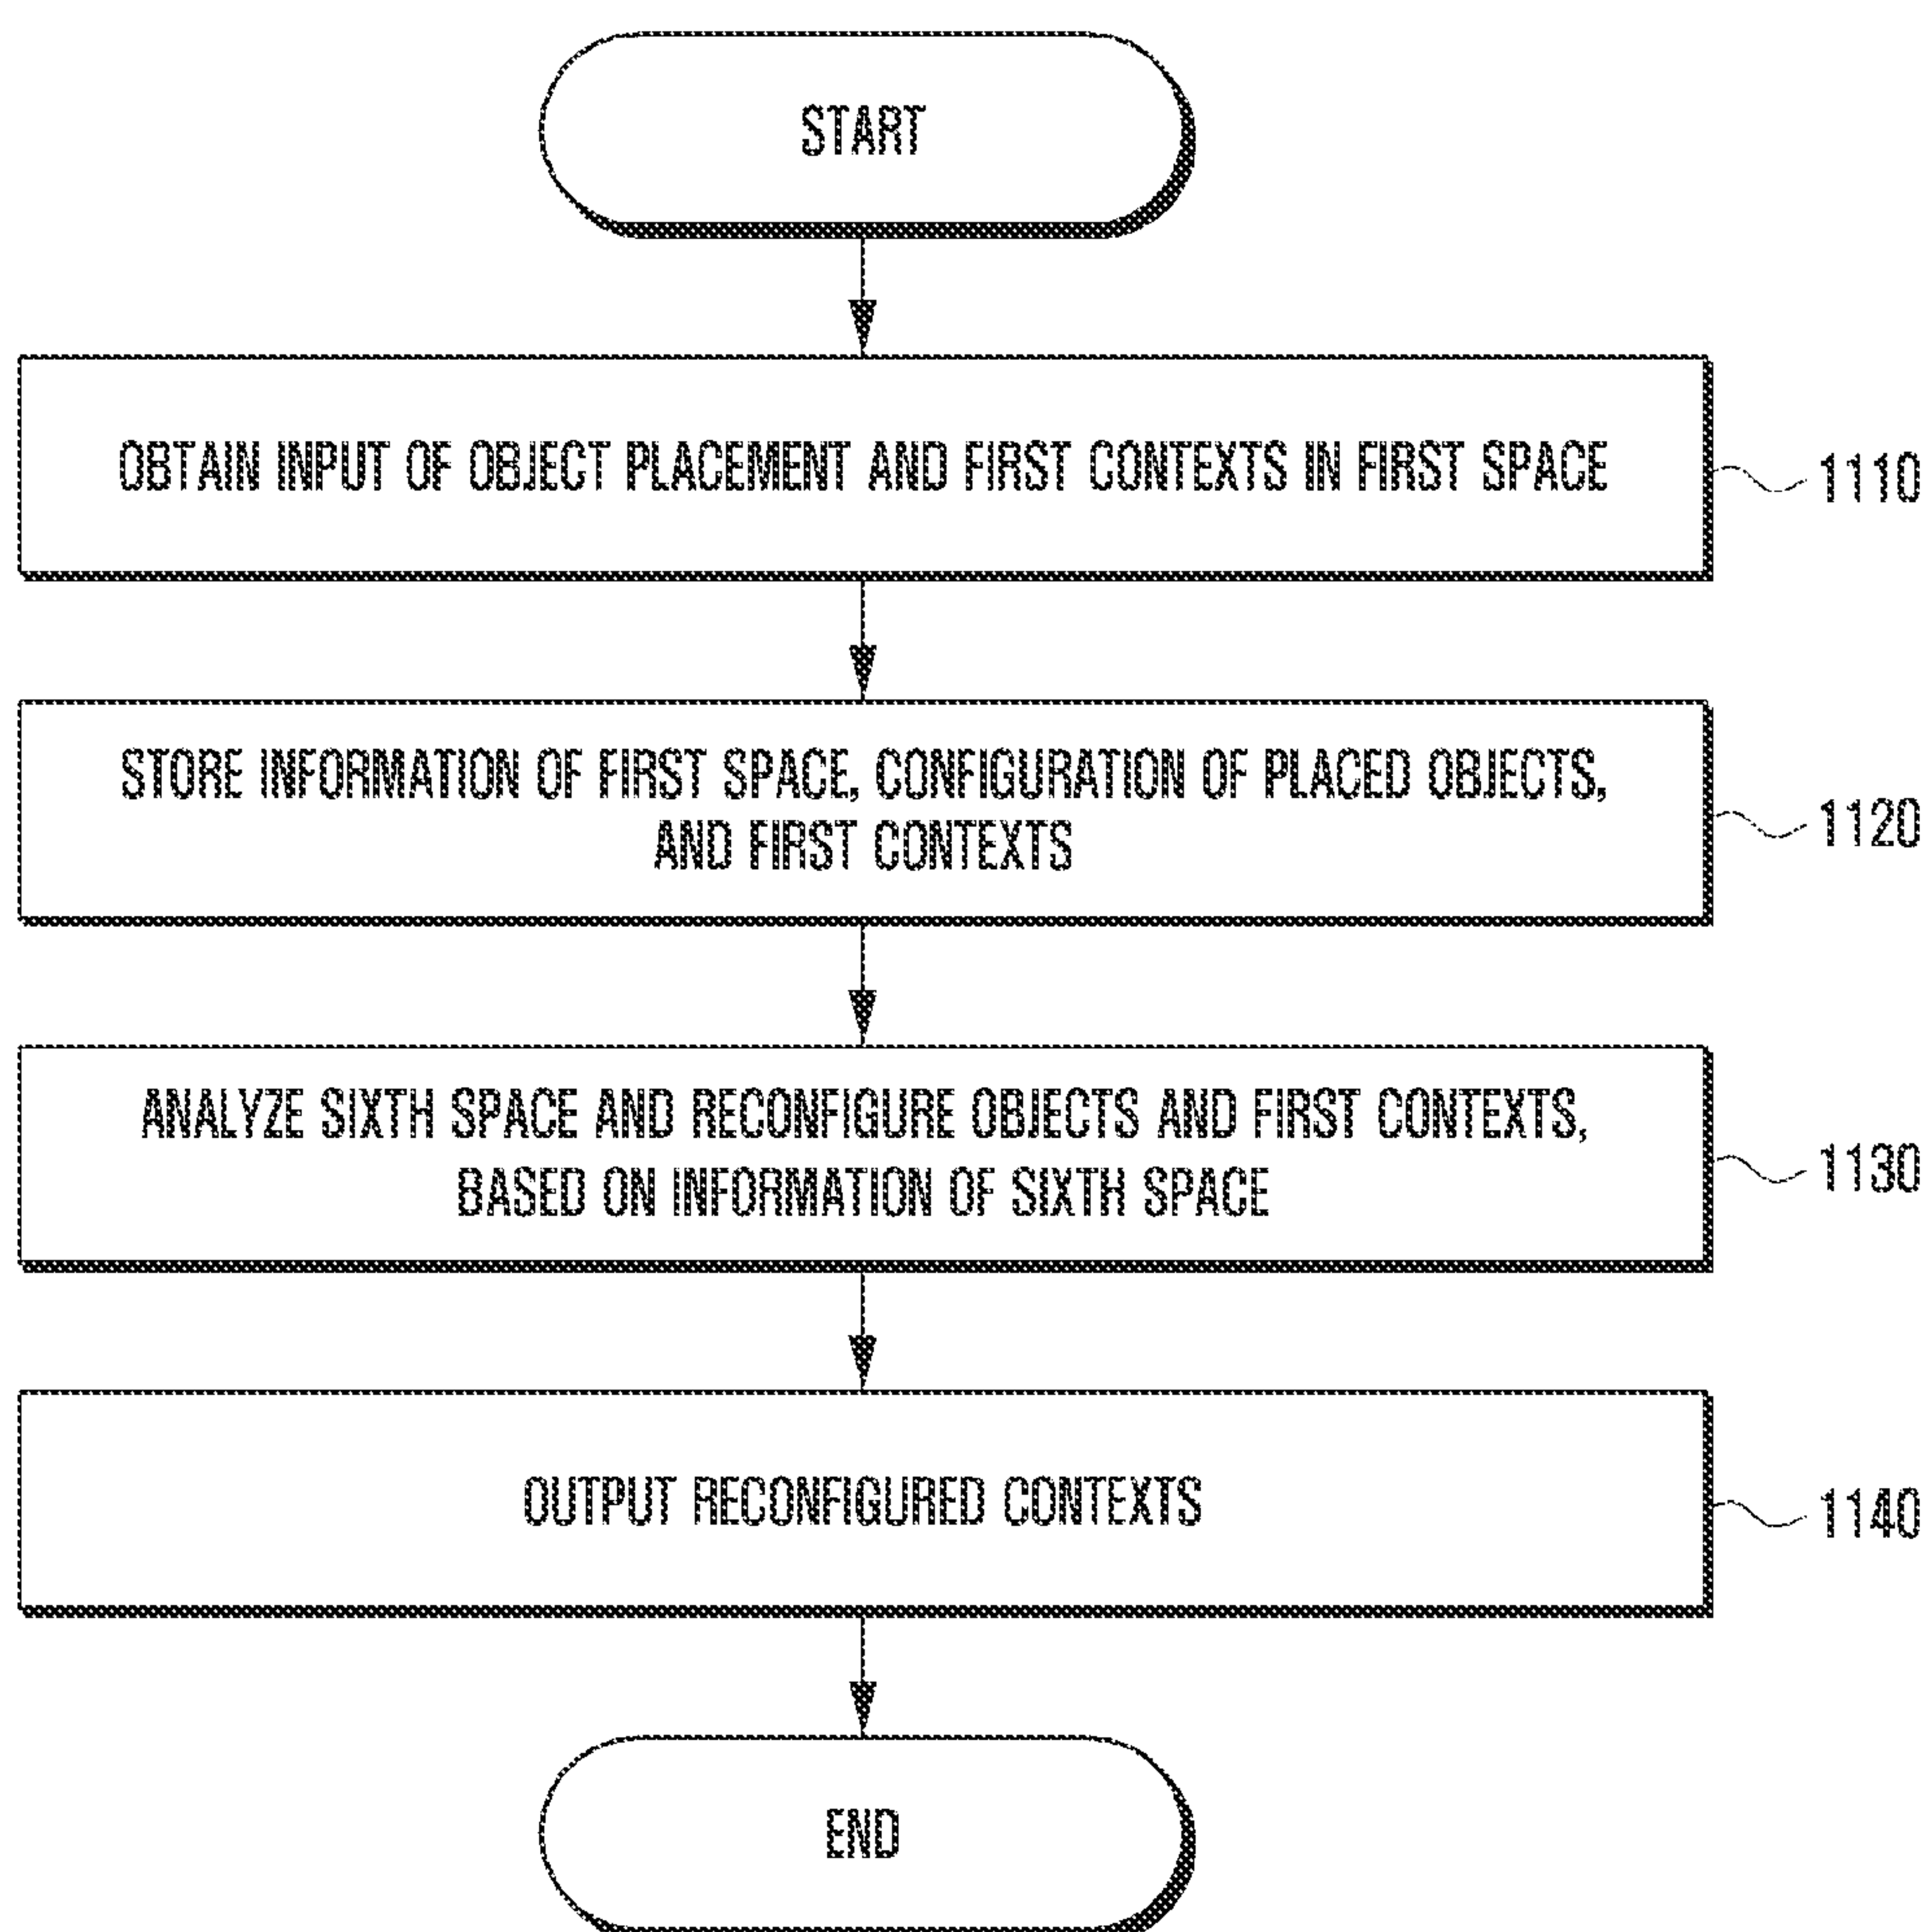 START
OBTAIN INPUT OF OBJECT PLACEMENT AND FIRST CONTEXTS IN FIRST SPACE
1110
STORE INFORMATION OF FIRST SPACE, CONFIGURATION OF PLACED OBJECTS,
AND FIRST CONTEXTS
1120
ANALYZE SIXTH SPACE AND RECONFIGURE OBJECTS AND FIRST CONTEXTS,
BASED ON INFORMATION OF SIXTH SPACE
1130
OUTPUT RECONFIGURED CONTEXTS
1140
END